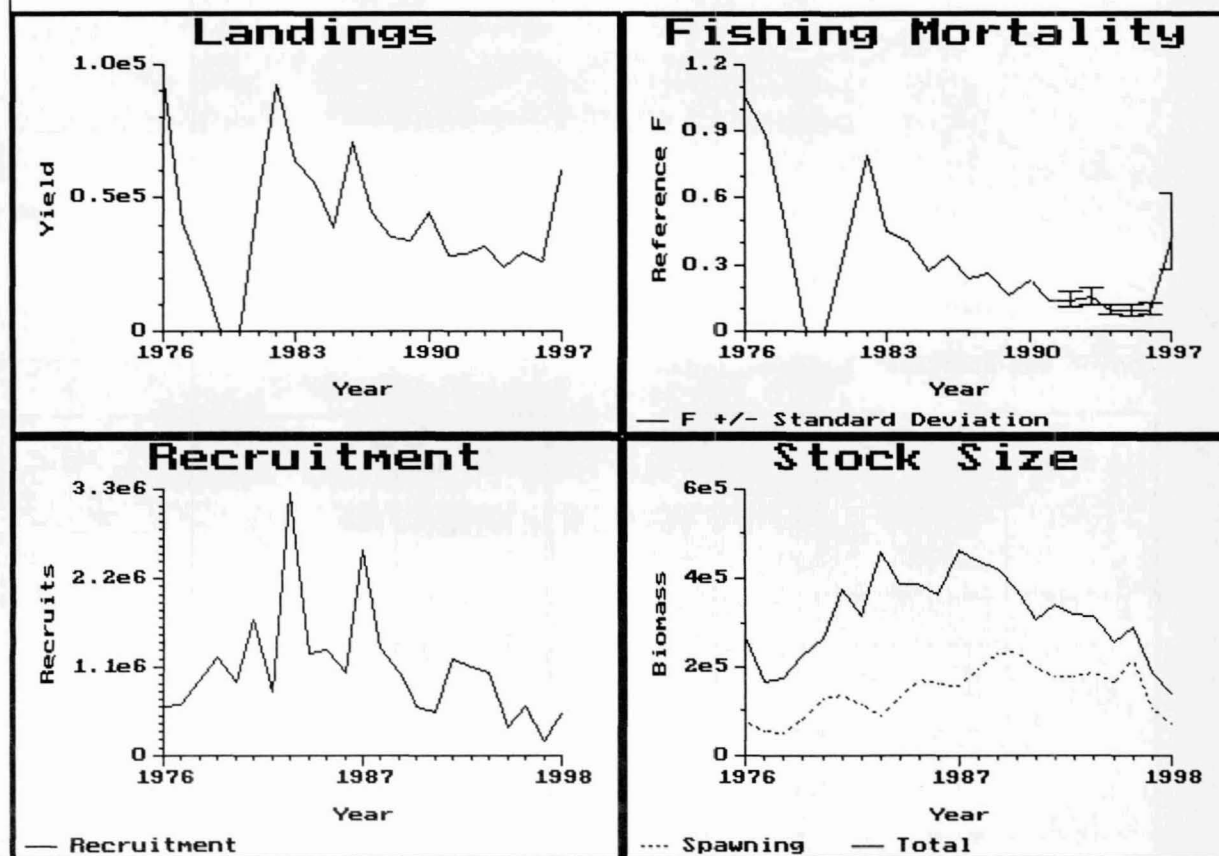 Landings
1.0e5
0.5e5
0
Yield
1976 1983 1990 1997
Year
Fishing Mortality
1.2
0.9
0.6
0.3
0
Reference F
1976 1983 1990 1997
Year
— F +/- Standard Deviation
Recruitment
3.3e6
2.2e6
1.1e6
0
Recruits
1976 1987 1998
Year
— Recruitment
Stock Size
6e5
4e5
2e5
0
Biomass
1976 1987 1998
Year
---- Spawning — Total